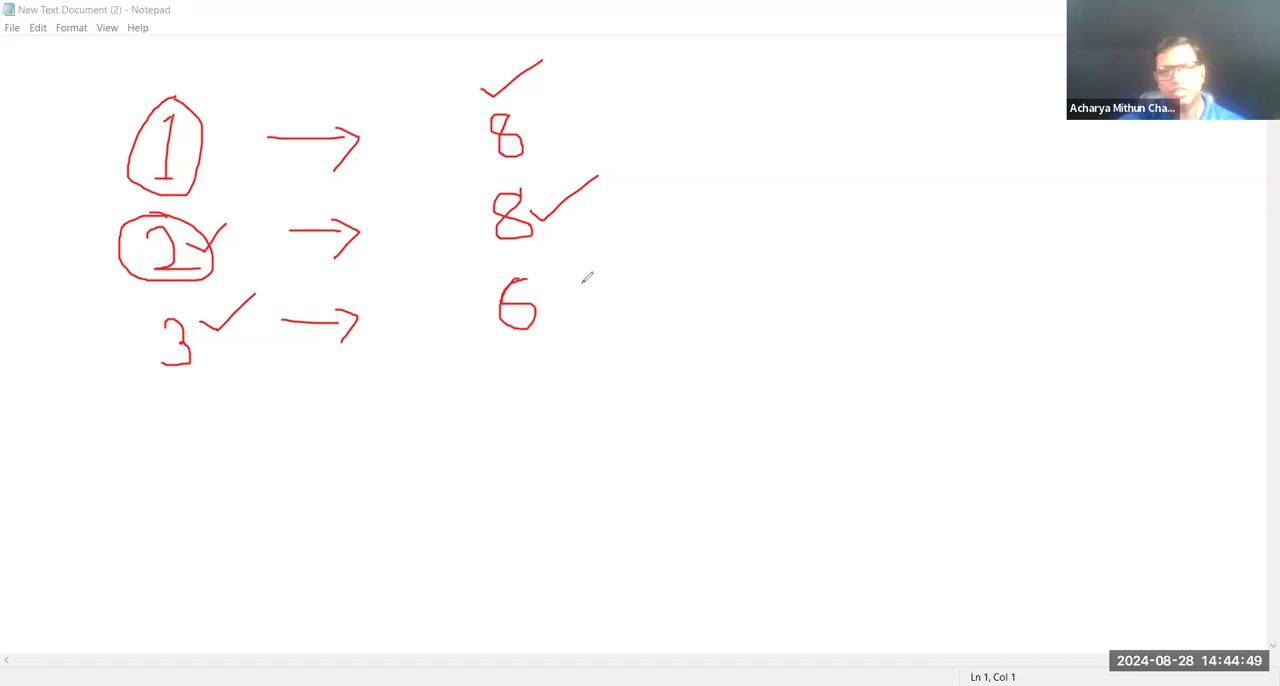 New Text Document (2) - Notepad
File Edit Format View Help
Acharya Mithun Cha...
1 → 8
2 → 8
3 → 6
2024-08-28 14:44:49
Ln 1, Col 1